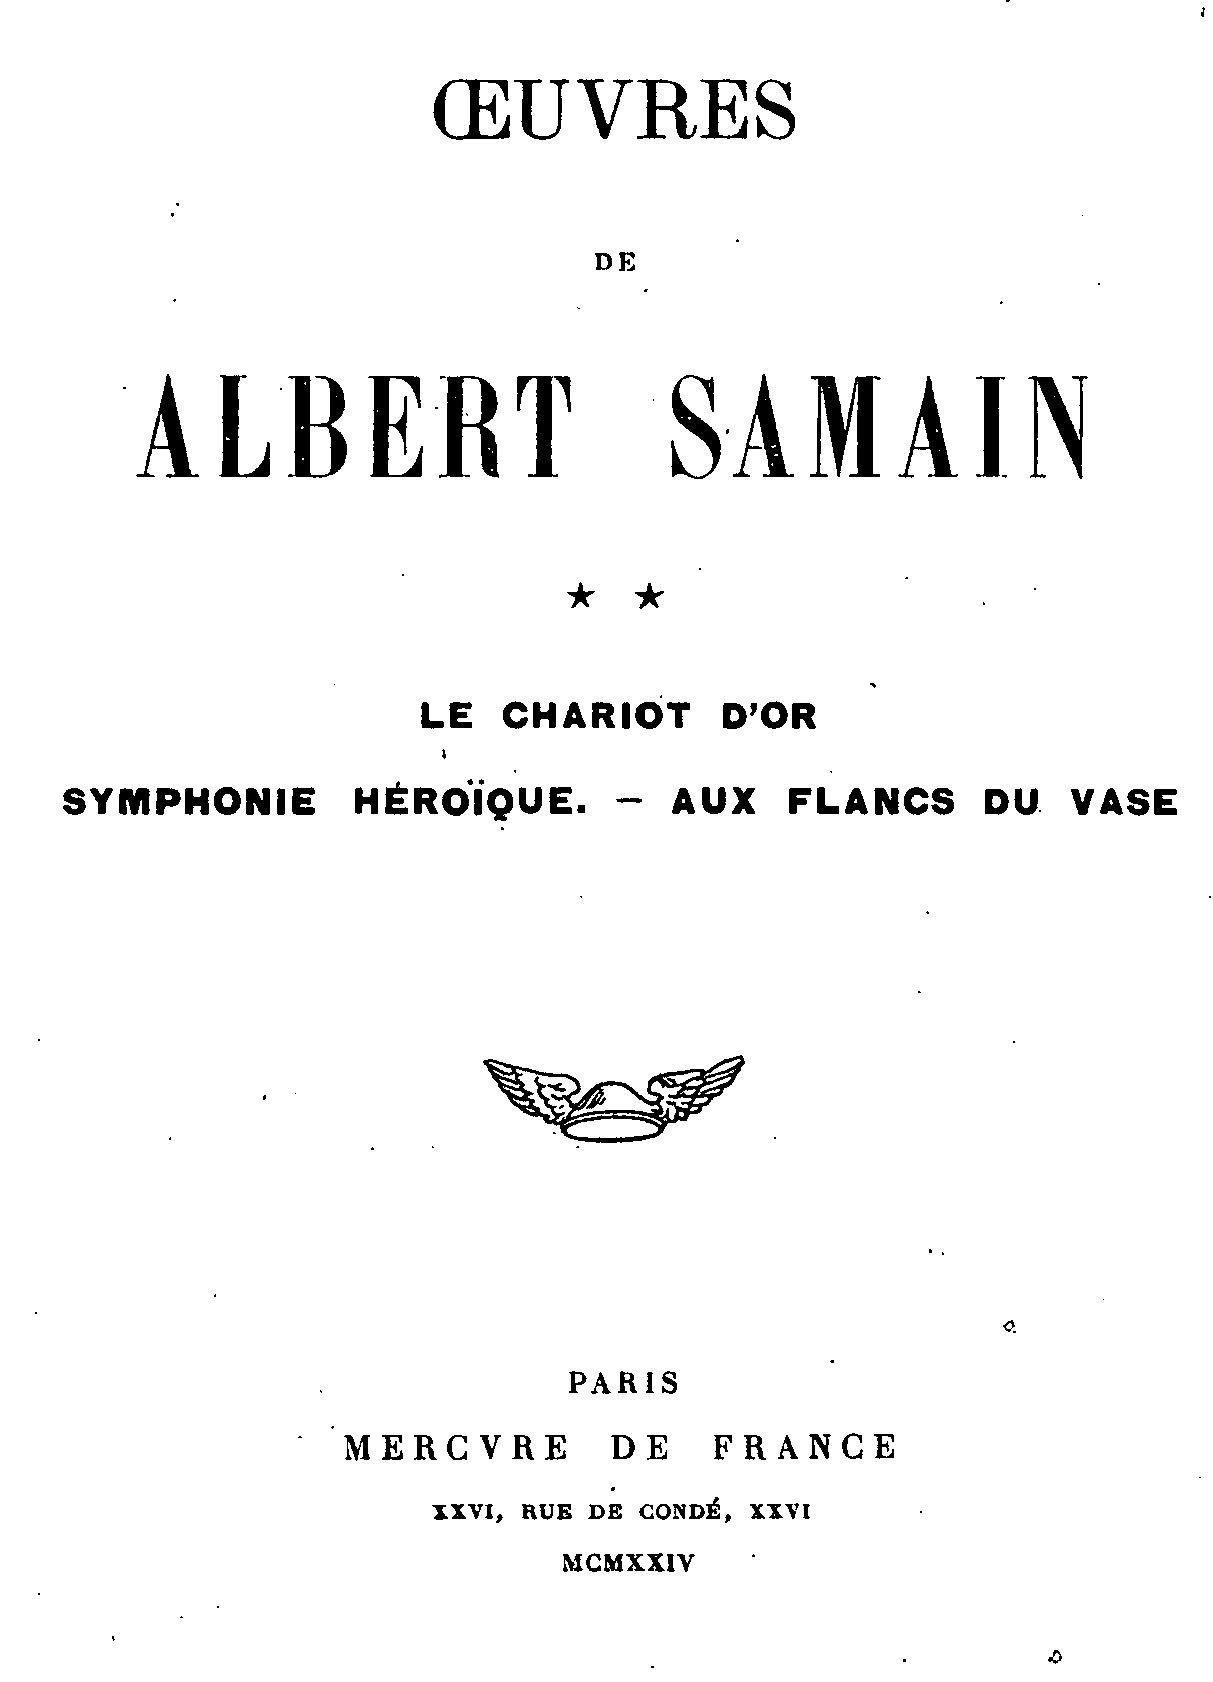 ŒUVRES
DE
ALBERT SAMAIN
★ ★
LE CHARIOT D'OR
SYMPHONIE HÉROÏQUE. — AUX FLANCS DU VASE
PARIS
MERCVRE DE FRANCE
XXVI, RUE DE CONDÉ, XXVI
MCMXXIV